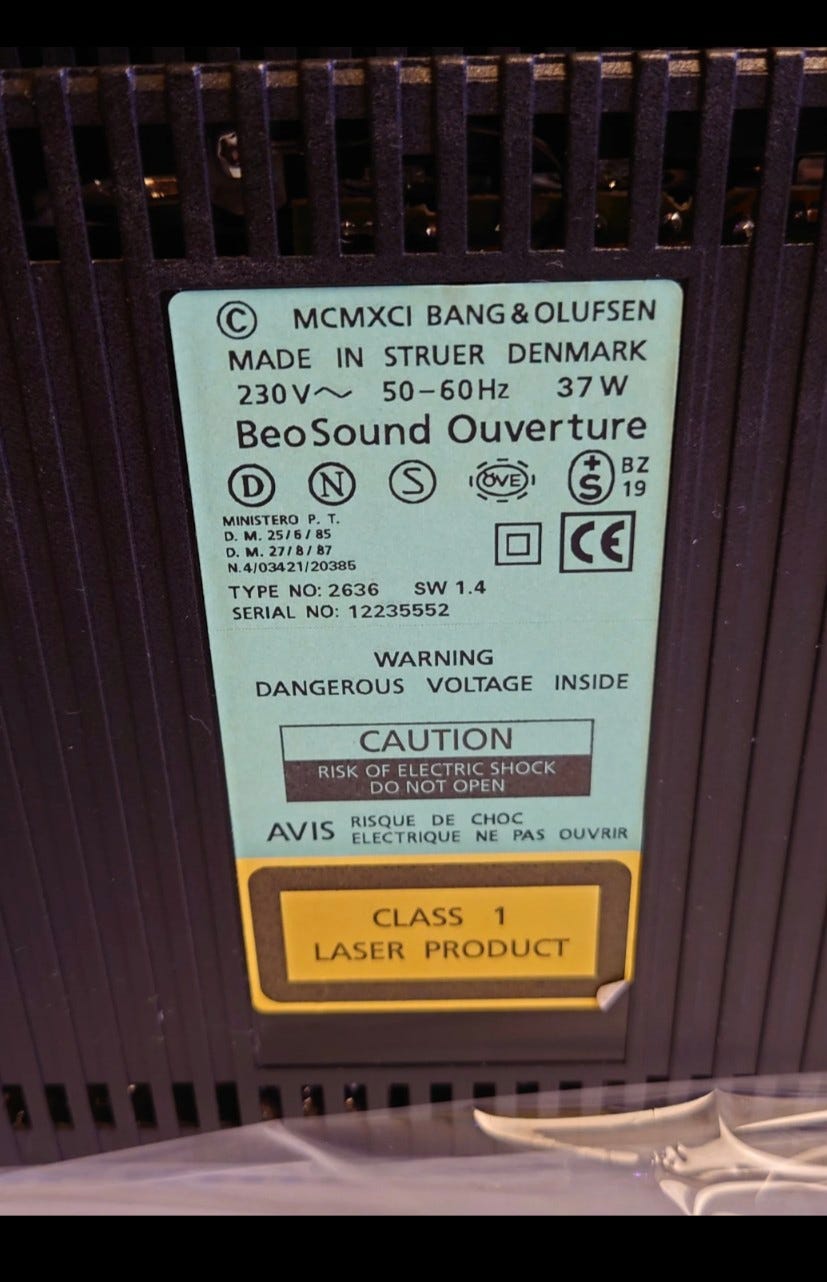 © MCMXCI BANG & OLUFSEN
MADE IN STRUER DENMARK
230V~ 50-60Hz 37W
BeoSound Ouverture
D N S ÖVE +S BZ 19
MINISTERO P. T.
D. M. 25/6/85
D. M. 27/8/87
N.4/03421/20385
CE
TYPE NO: 2636 SW 1.4
SERIAL NO: 12235552
WARNING
DANGEROUS VOLTAGE INSIDE
CAUTION
RISK OF ELECTRIC SHOCK
DO NOT OPEN
AVIS RISQUE DE CHOC
ELECTRIQUE NE PAS OUVRIR
CLASS 1
LASER PRODUCT